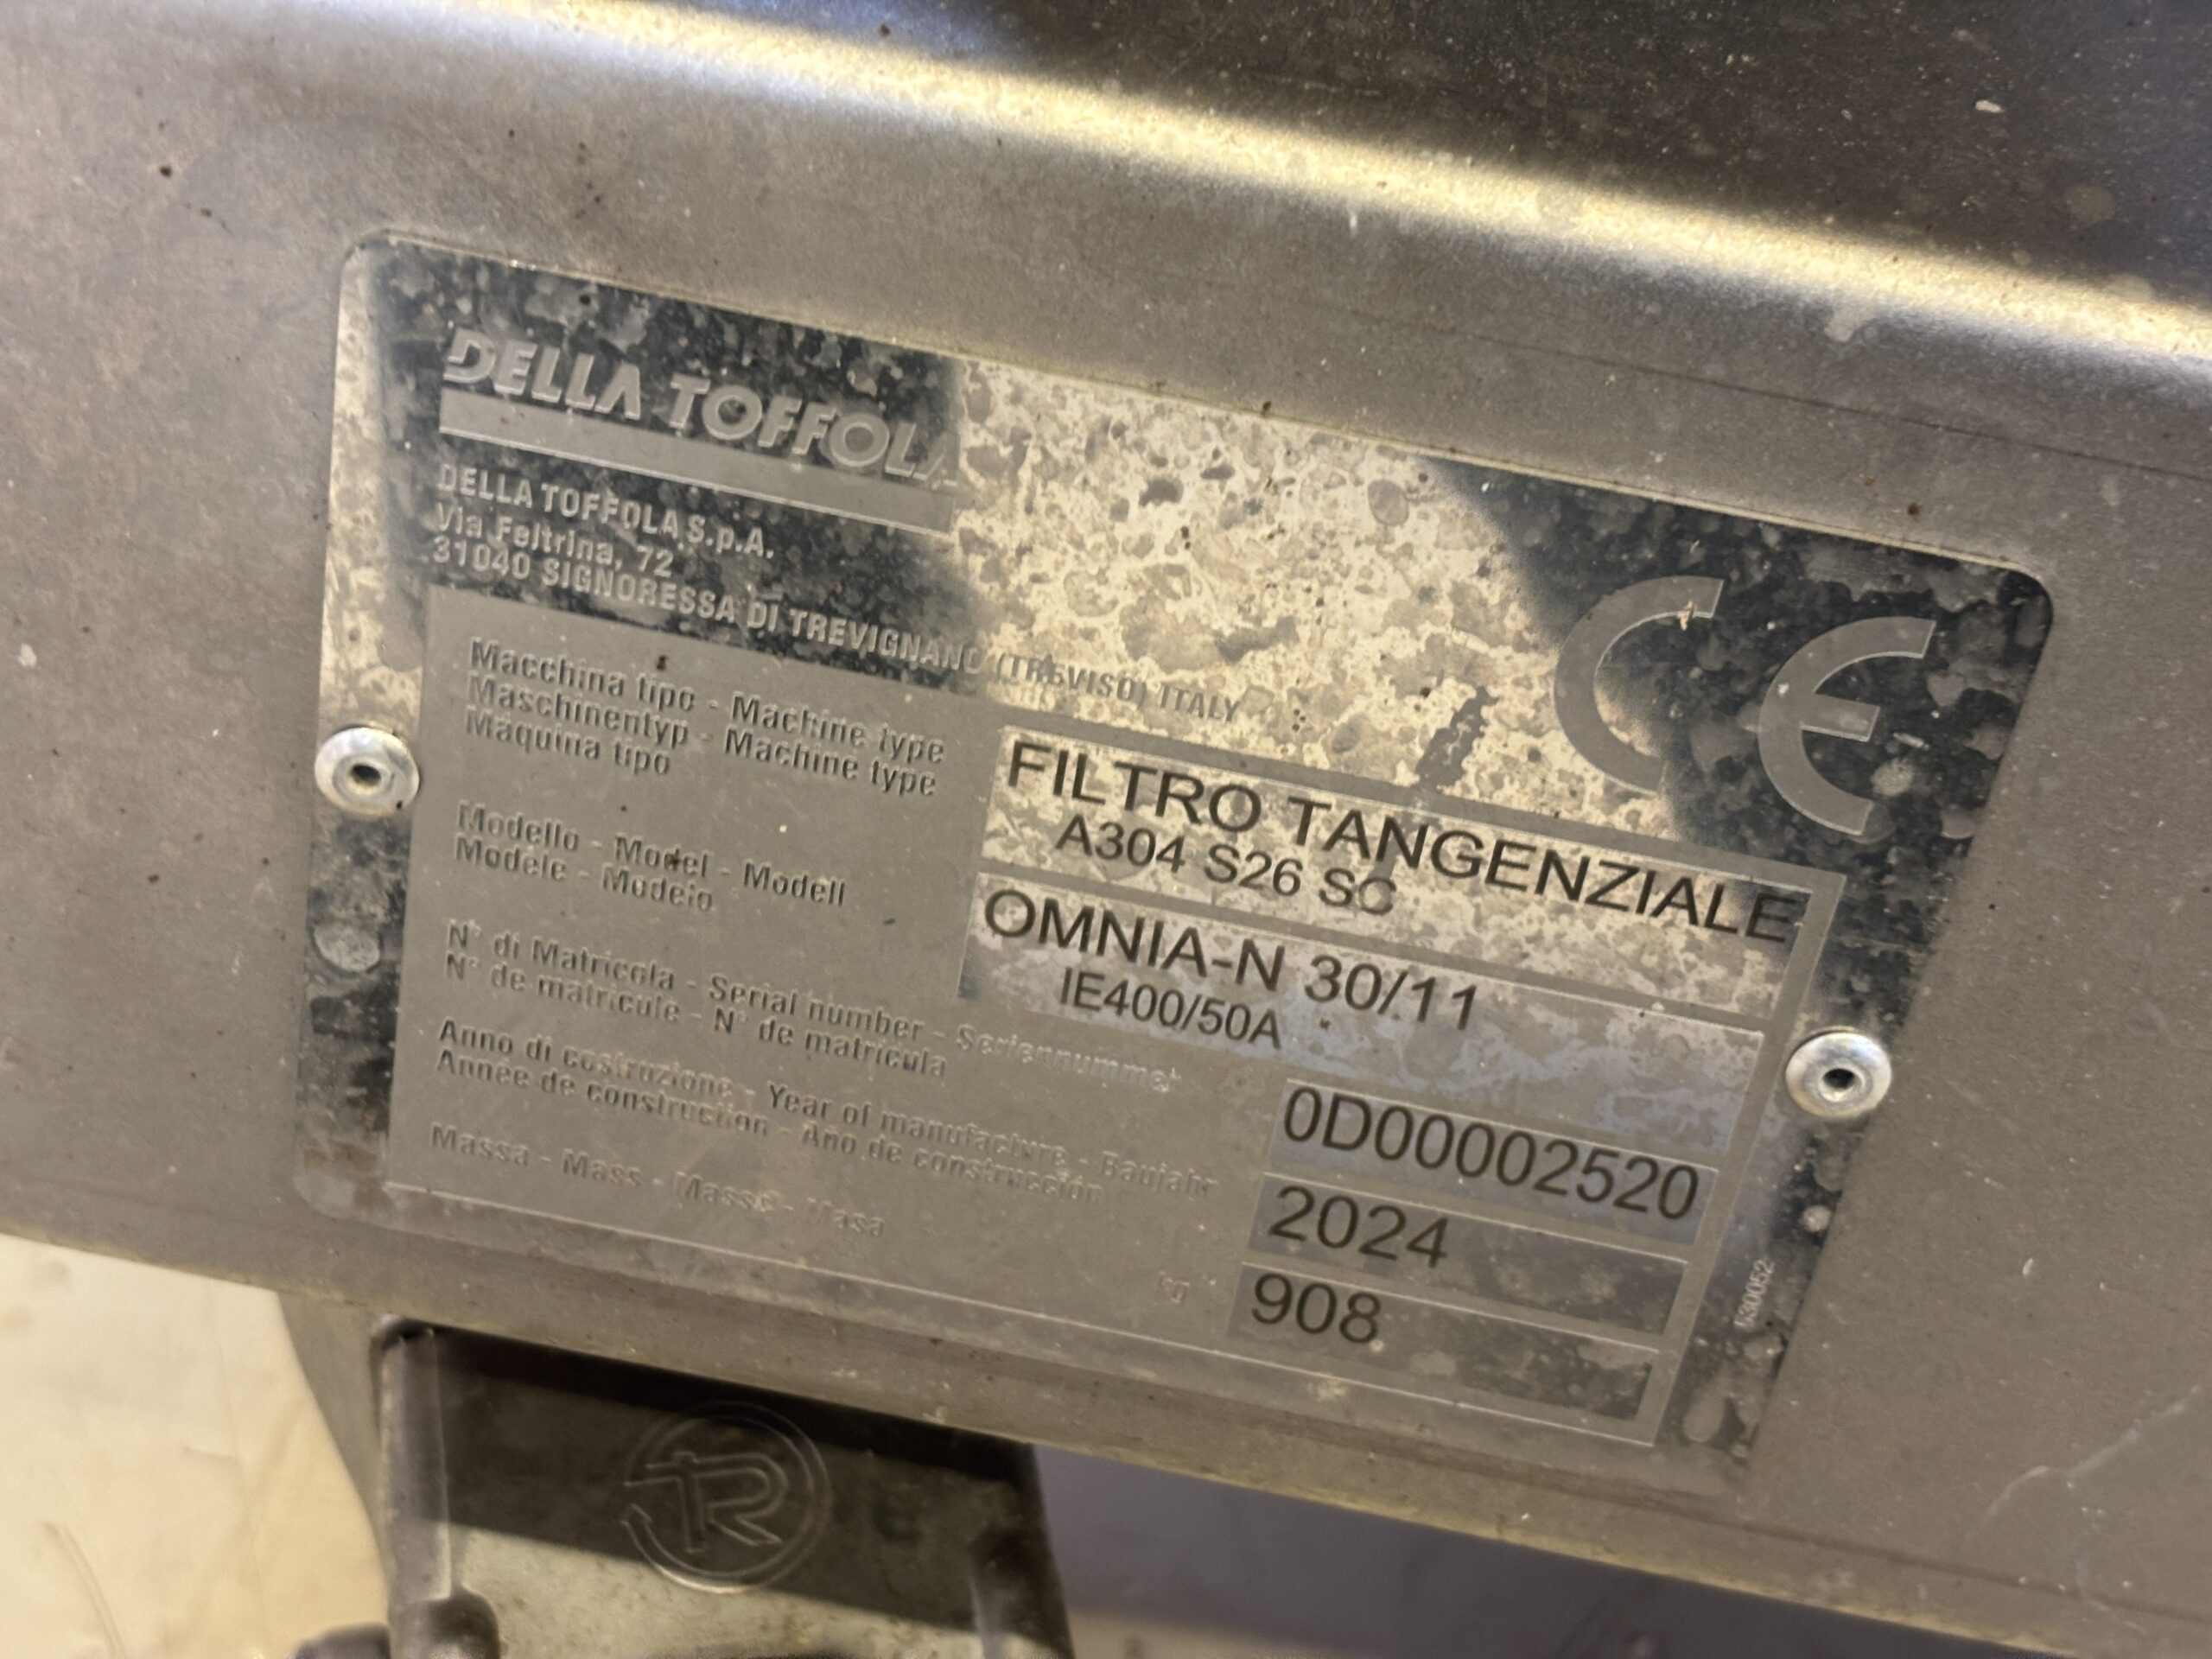 DELLA TOFFOLA
DELLA TOFFOLA S.p.A.
Via Feltrina, 72
31040 SIGNORESSA DI TREVIGNANO (TREVISO) ITALY
CE
Macchina tipo - Machine type
Maschinentyp - Machine type
Maquina tipo
FILTRO TANGENZIALE
A304 S26 SC
Modello - Model - Modell
Modele - Modelo
OMNIA-N 30/11
IE400/50A
N° di Matricola - Serial number - Seriennummer
N° de matricule - N° de matricula
0D00002520
Anno di costruzione - Year of manufacture - Baujahr
Annee de construction - Ano de construcción
2024
Massa - Mass - Masse - Masa
kg
908
R